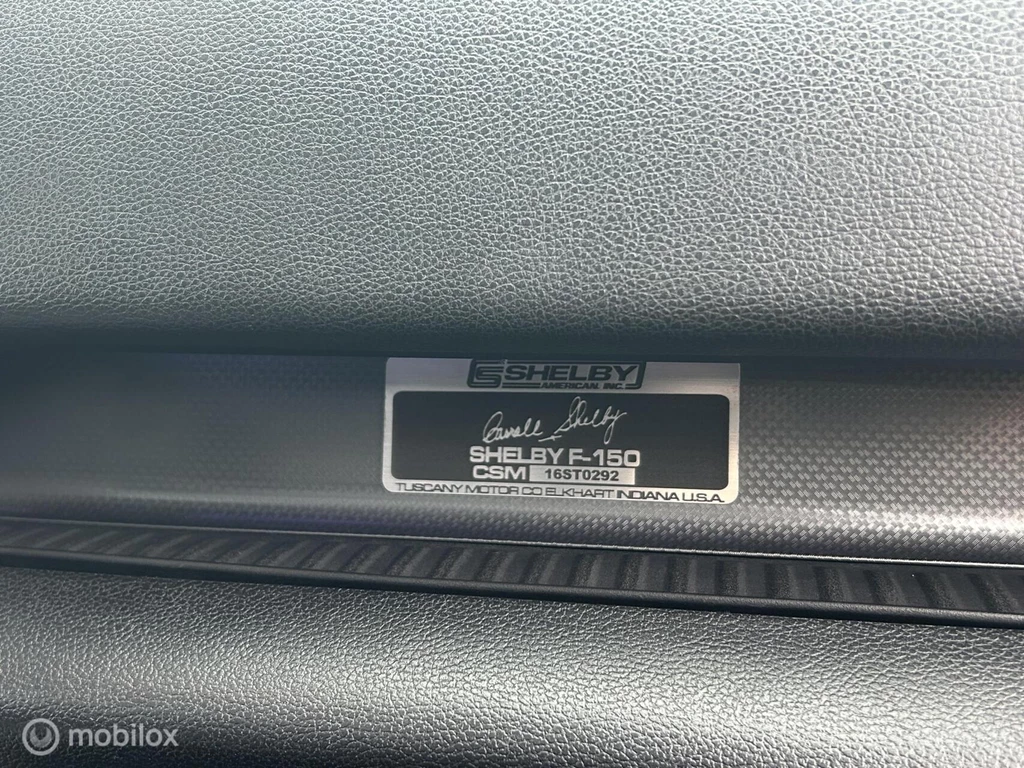 SHELBY
AMERICAN, INC.
Carroll Shelby
SHELBY F-150
CSM 16ST0292
TUSCANY MOTOR CO ELKHART INDIANA U.S.A.
mobilox